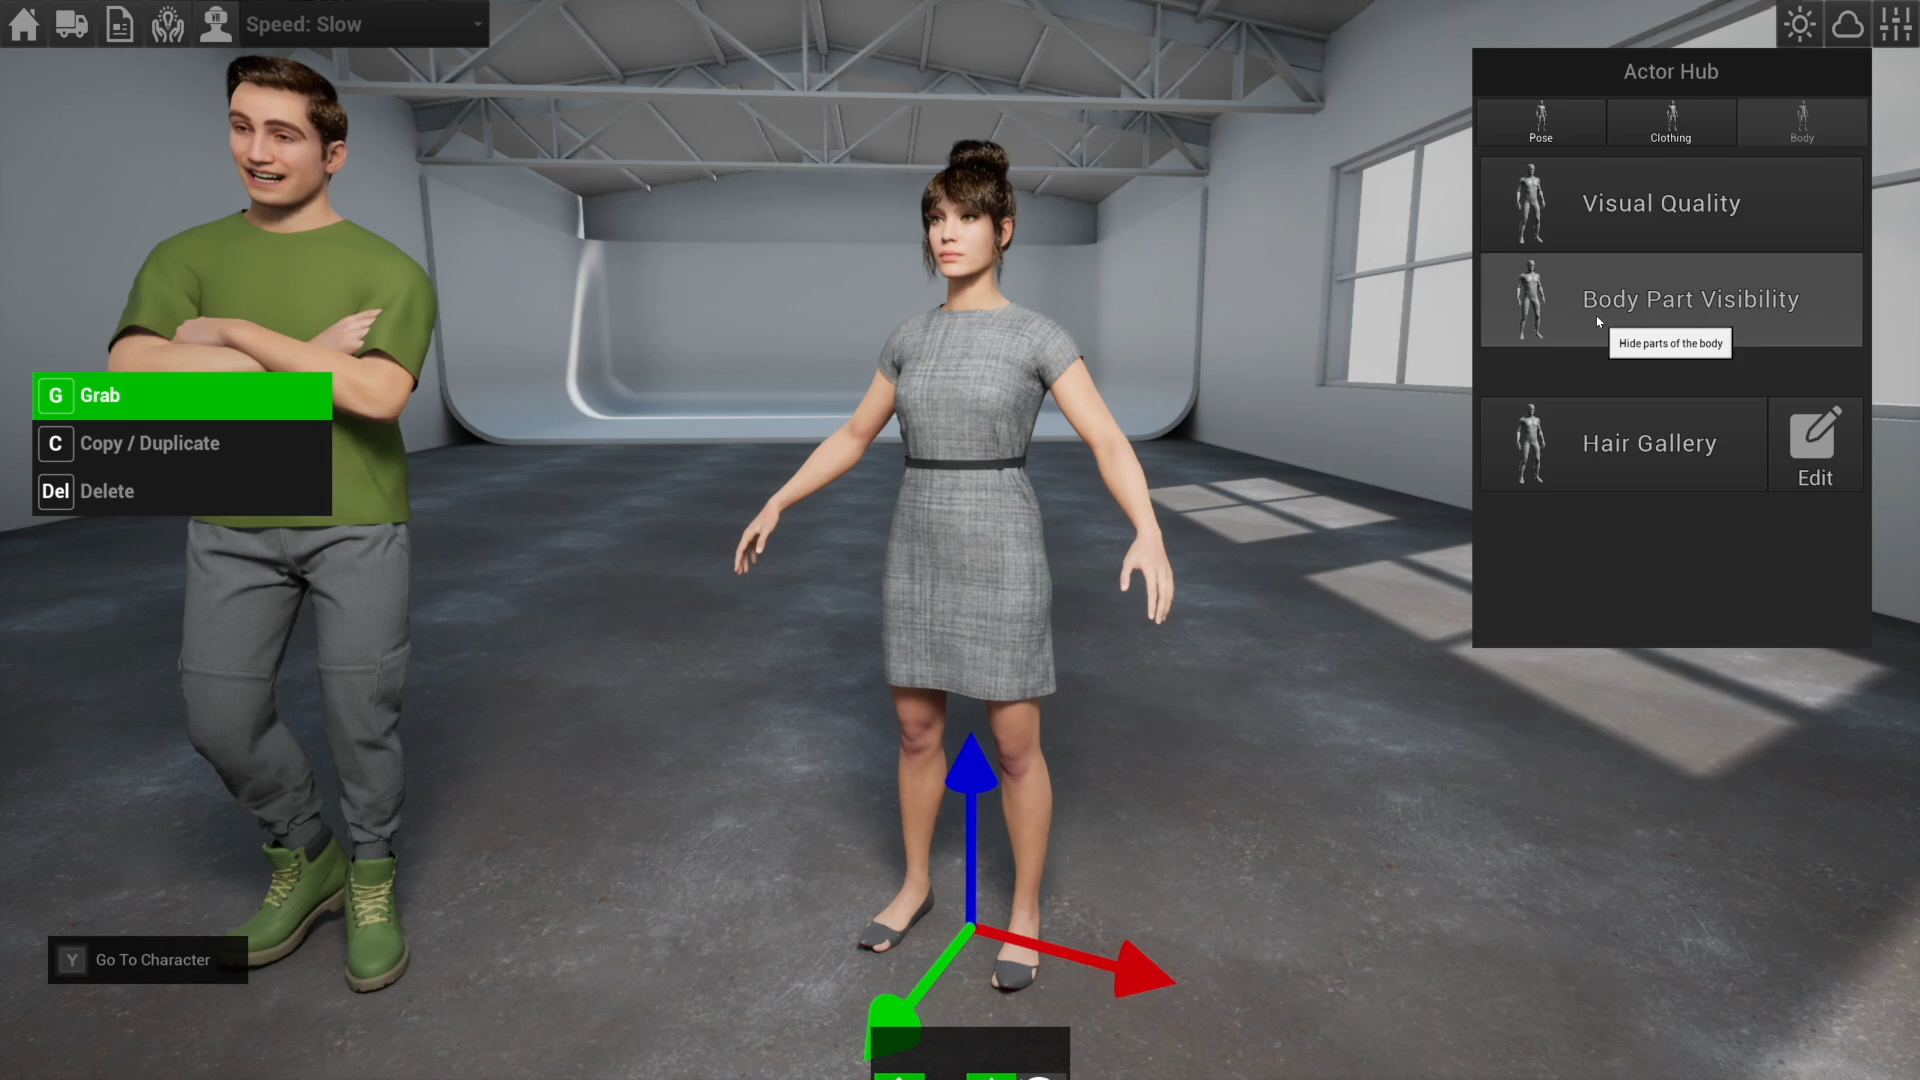 VR
Speed: Slow
Actor Hub
Pose
Clothing
Body
Visual Quality
Body Part Visibility
Hide parts of the body
Hair Gallery
Edit
G Grab
C Copy / Duplicate
Del Delete
Y Go To Character